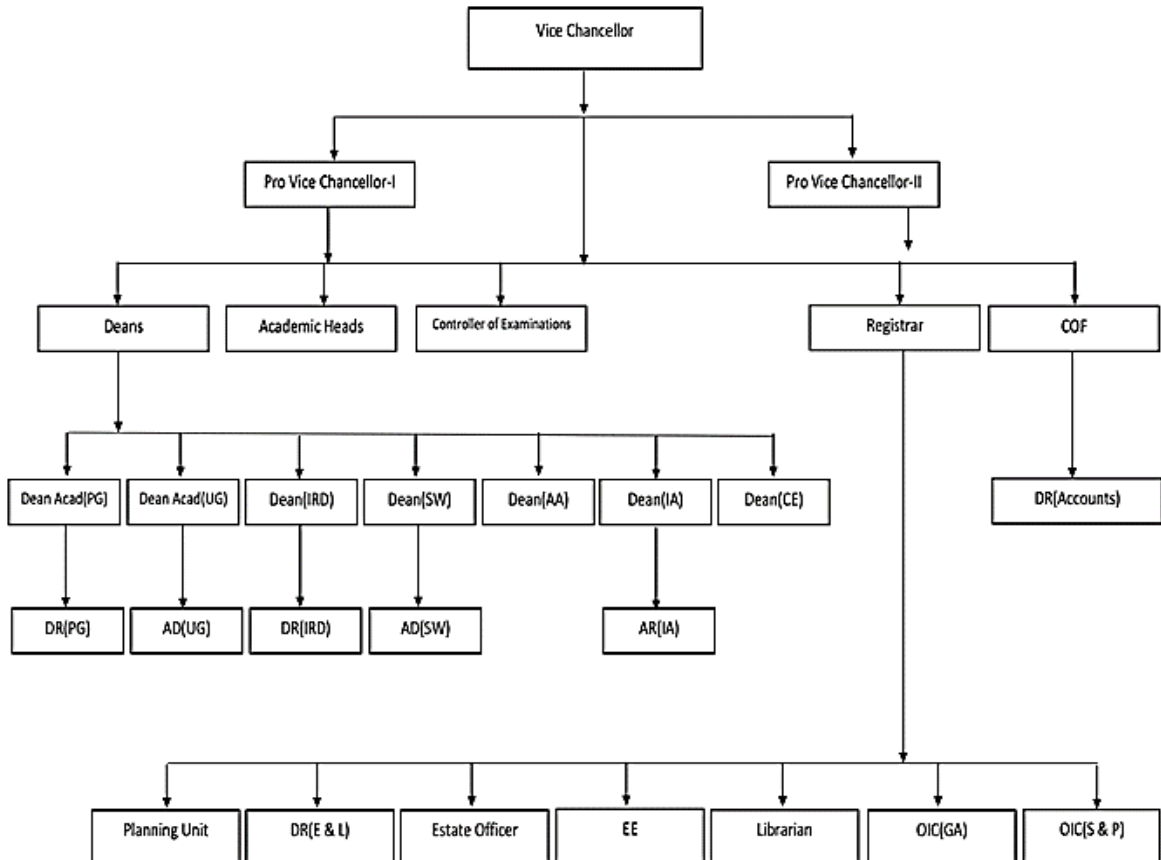 Vice Chancellor
Pro Vice Chancellor-I
Pro Vice Chancellor-II
Deans
Academic Heads
Controller of Examinations
Registrar
COF
Dean Acad(PG)
Dean Acad(UG)
Dean(IRD)
Dean(SW)
Dean(AA)
Dean(IA)
Dean(CE)
DR(Accounts)
DR(PG)
AD(UG)
DR(IRD)
AD(SW)
AR(IA)
Planning Unit
DR(E & L)
Estate Officer
EE
Librarian
OIC(GA)
OIC(S & P)